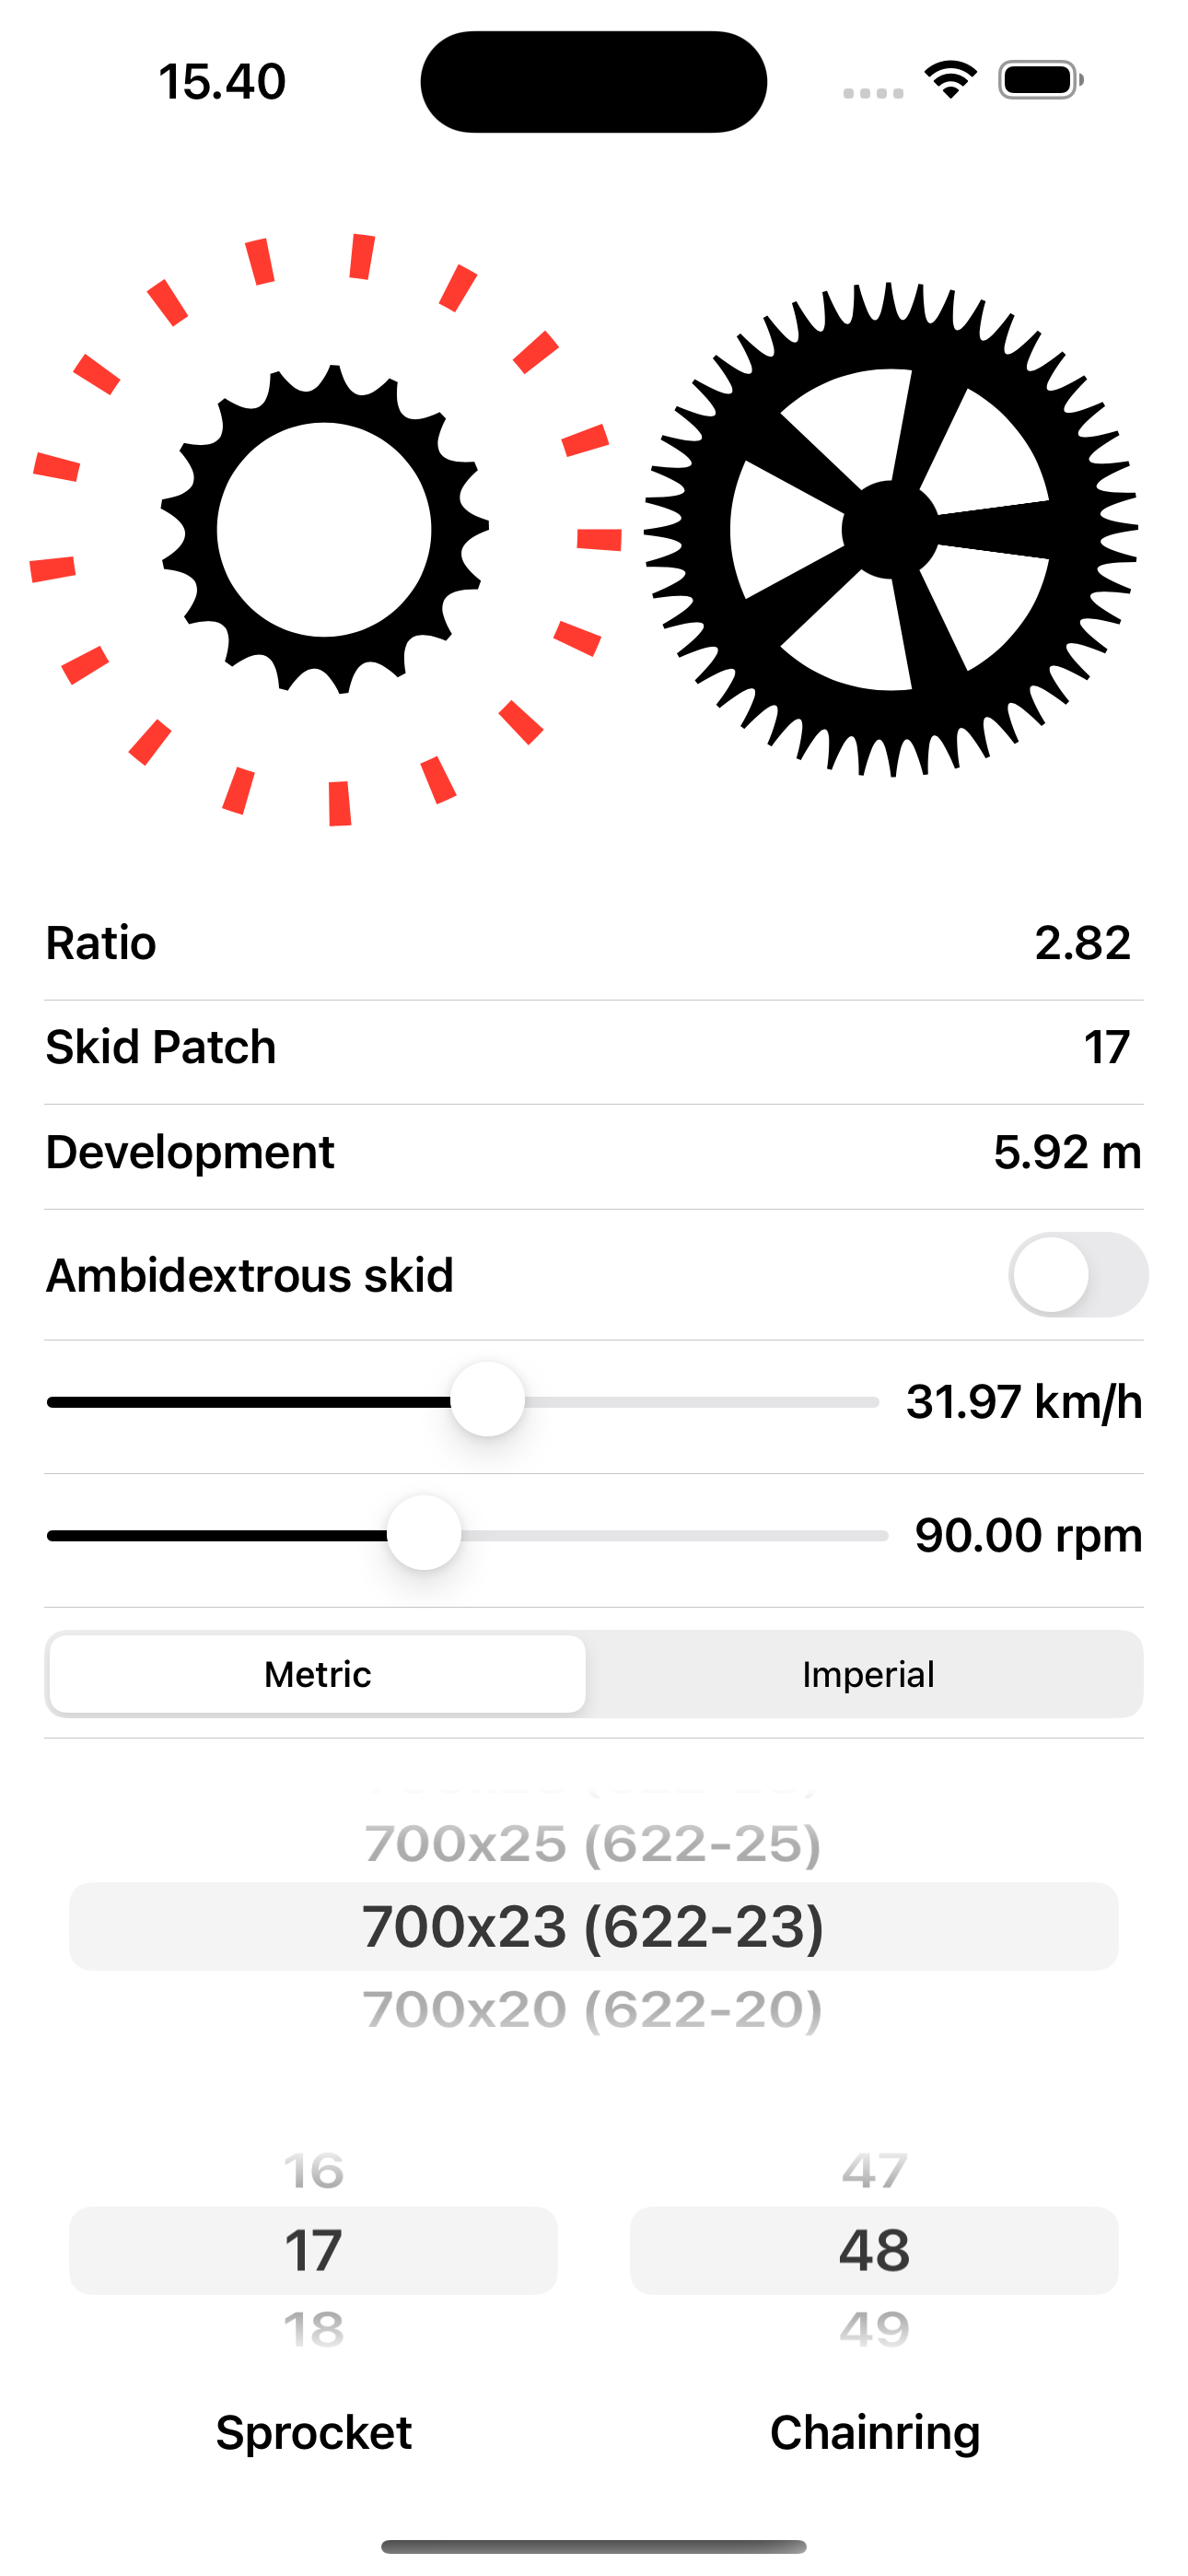 15.40
Ratio 2.82
Skid Patch 17
Development 5.92 m
Ambidextrous skid
31.97 km/h
90.00 rpm
Metric Imperial
700x25 (622-25)
700x23 (622-23)
700x20 (622-20)
16 47
17 48
18 49
Sprocket Chainring